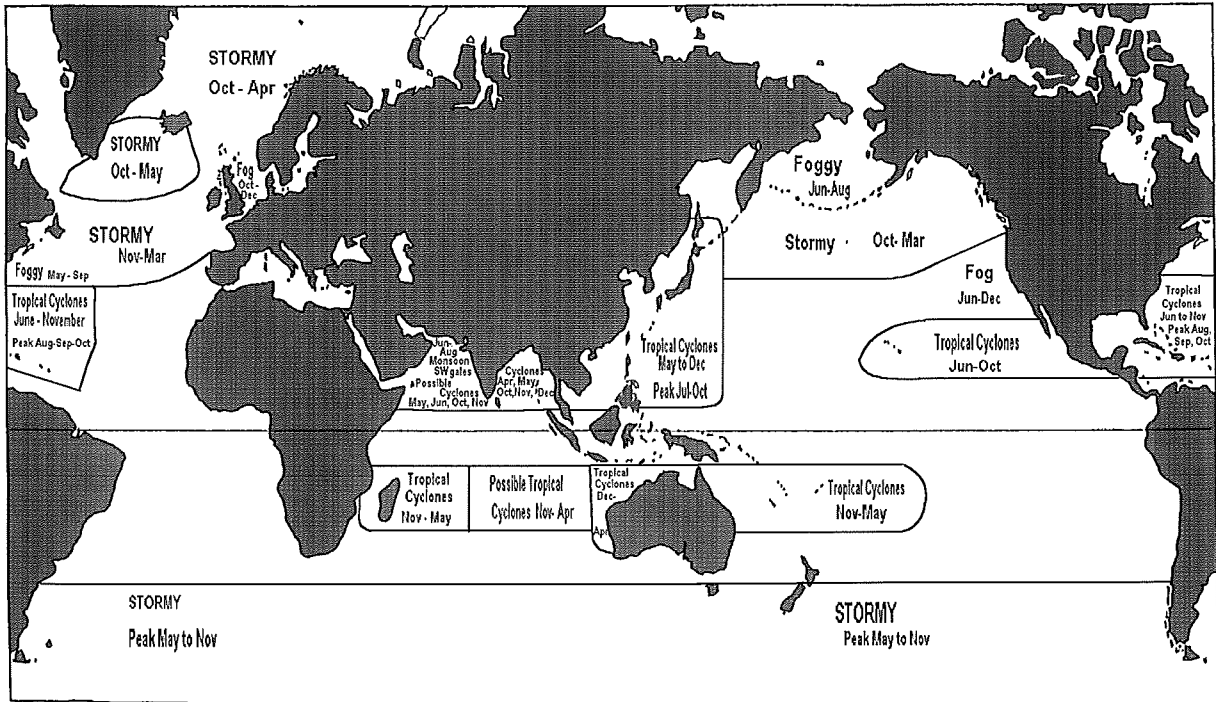 STORMY
Oct - Apr
STORMY
Oct - May
Fog
Oct -
Dec
STORMY
Nov-Mar
Foggy May - Sep
Tropical Cyclones
June - November
Peak Aug-Sep-Oct
Foggy
Jun-Aug
Stormy Oct- Mar
Fog
Jun-Dec
Tropical
Cyclones
Jun to Nov
Peak Aug,
Sep, Oct
Tropical Cyclones
Jun-Oct
Tropical Cyclones
May to Dec
Peak Jul-Oct
Jun-
Aug
Monsoon
SW gales
Possible
Cyclones
May, Jun, Oct, Nov
Cyclones
Apr, May,
Oct, Nov, Dec
Tropical
Cyclones
Nov - May
Possible Tropical
Cyclones Nov- Apr
Tropical
Cyclones
Dec-
Apr
Tropical Cyclones
Nov-May
STORMY
Peak May to Nov
STORMY
Peak May to Nov